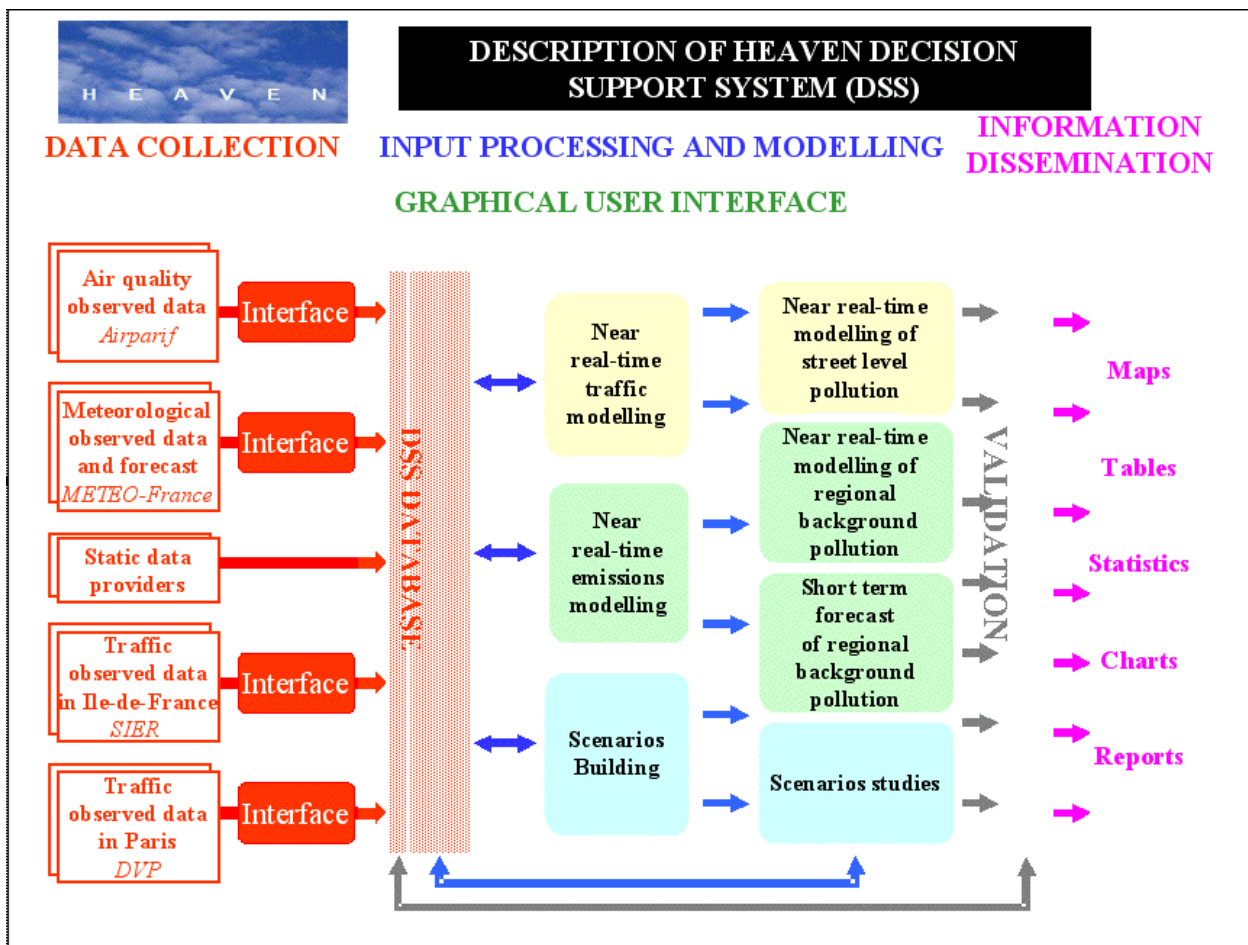 H E A V E N
DESCRIPTION OF HEAVEN DECISION
SUPPORT SYSTEM (DSS)
DATA COLLECTION
INPUT PROCESSING AND MODELLING
INFORMATION
DISSEMINATION
GRAPHICAL USER INTERFACE
Air quality
observed data
Airparif
Interface
Meteorological
observed data
and forecast
METEO-France
Interface
Static data
providers
Traffic
observed data
in Ile-de-France
SIER
Interface
Traffic
observed data
in Paris
DVP
Interface
DSS DATABASE
Near
real-time
traffic
modelling
Near
real-time
emissions
modelling
Scenarios
Building
Near real-time
modelling of
street level
pollution
Near real-time
modelling of
regional
background
pollution
Short term
forecast
of regional
background
pollution
Scenarios studies
VALIDATION
Maps
Tables
Statistics
Charts
Reports